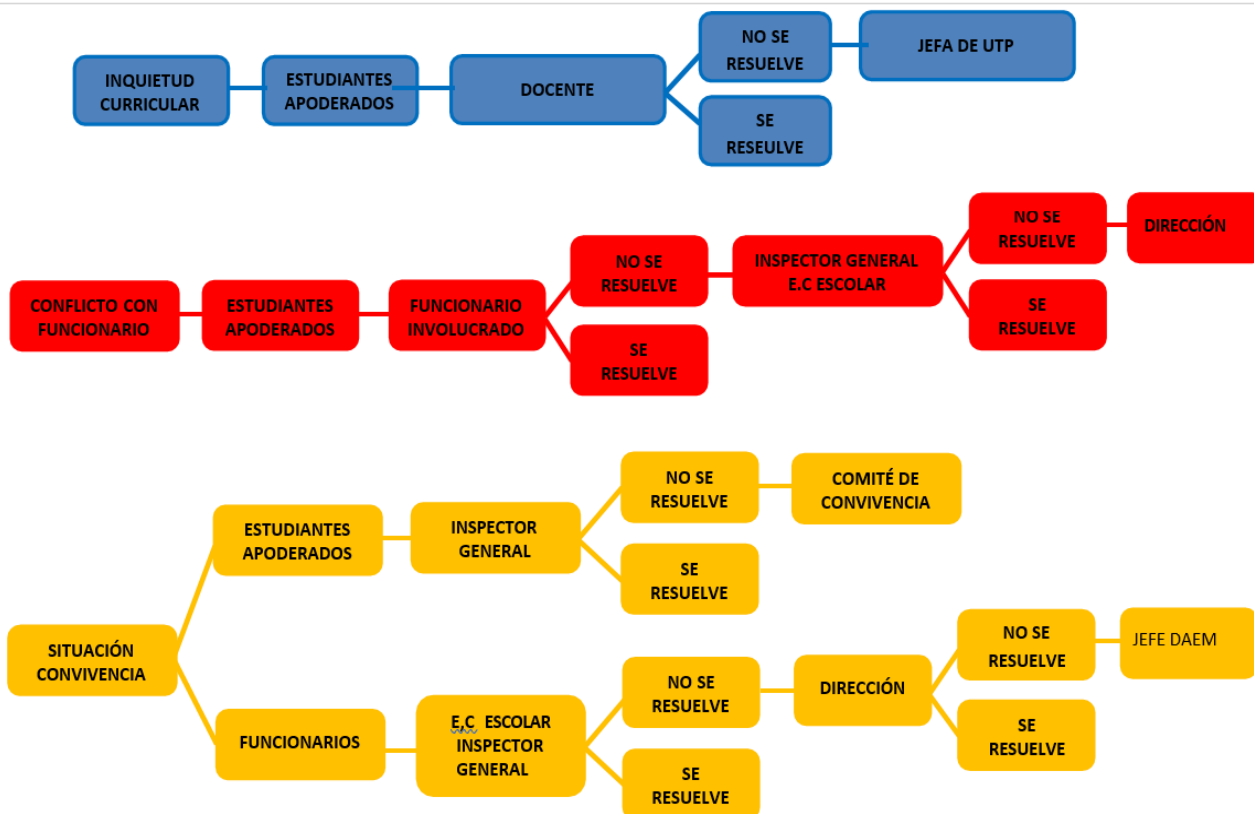 INQUIETUD
CURRICULAR
ESTUDIANTES
APODERADOS
DOCENTE
NO SE
RESUELVE
JEFA DE UTP
SE
RESEULVE
CONFLICTO CON
FUNCIONARIO
ESTUDIANTES
APODERADOS
FUNCIONARIO
INVOLUCRADO
NO SE
RESUELVE
SE
RESUELVE
INSPECTOR GENERAL
E.C ESCOLAR
NO SE
RESUELVE
DIRECCIÓN
SE
RESUELVE
SITUACIÓN
CONVIVENCIA
ESTUDIANTES
APODERADOS
INSPECTOR
GENERAL
NO SE
RESUELVE
COMITÉ DE
CONVIVENCIA
SE
RESUELVE
FUNCIONARIOS
E,C ESCOLAR
INSPECTOR
GENERAL
NO SE
RESUELVE
SE
RESUELVE
DIRECCIÓN
NO SE
RESUELVE
JEFE DAEM
SE
RESUELVE